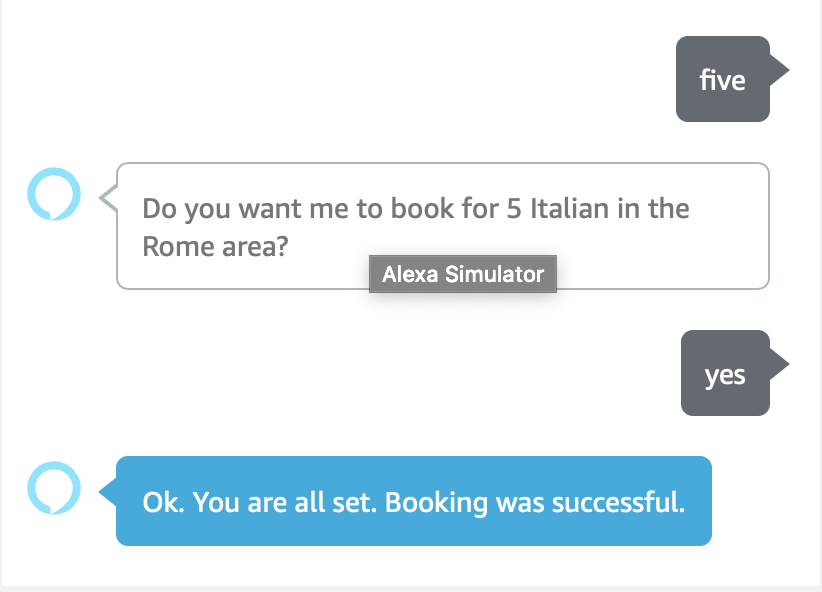 five
Do you want me to book for 5 Italian in the
Rome area?
Alexa Simulator
yes
Ok. You are all set. Booking was successful.